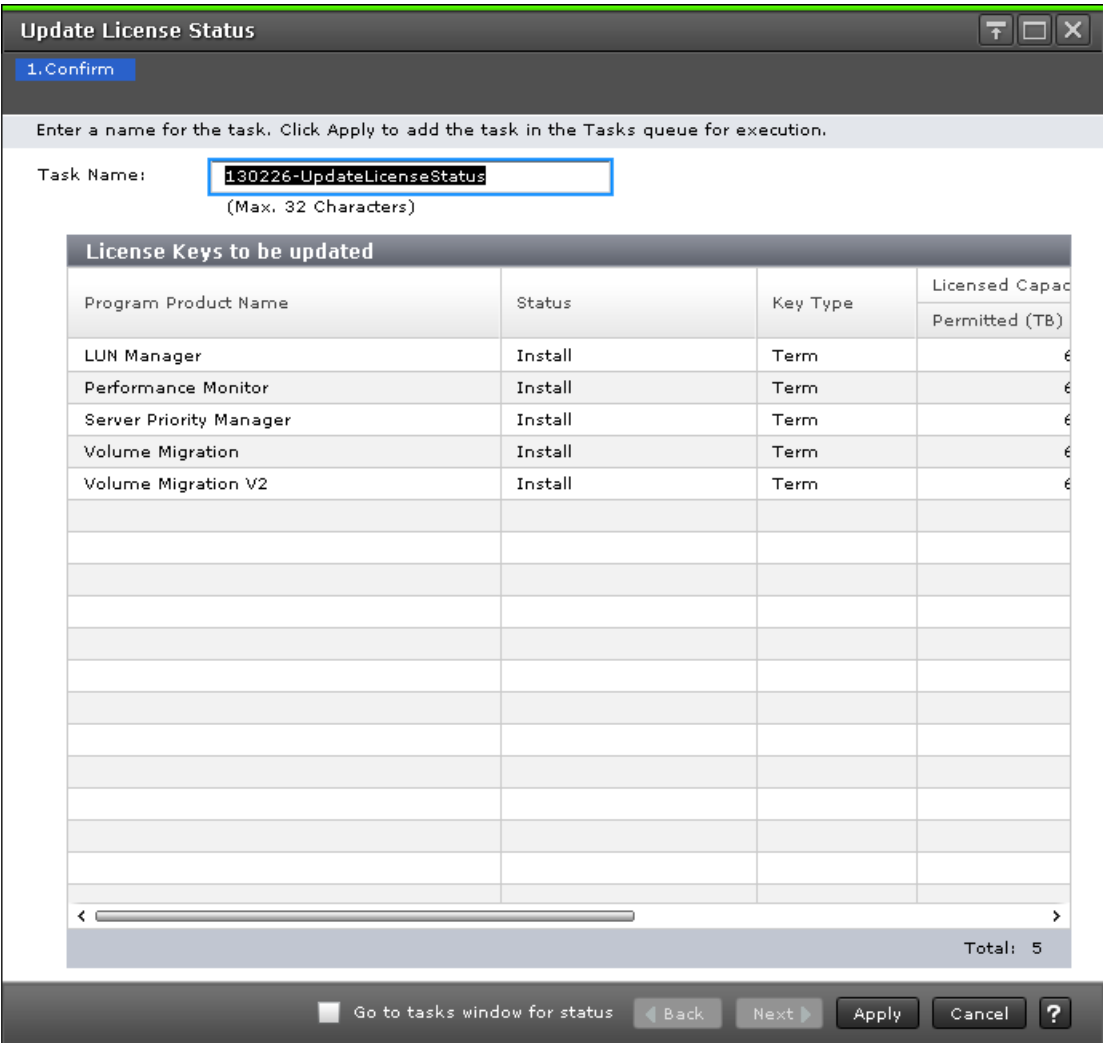 Update License Status
1.Confirm
Enter a name for the task. Click Apply to add the task in the Tasks queue for execution.
Task Name: 130226-UpdateLicenseStatus
(Max. 32 Characters)
License Keys to be updated
Program Product Name Status Key Type Licensed Capac
Permitted (TB)
LUN Manager Install Term
Performance Monitor Install Term
Server Priority Manager Install Term
Volume Migration Install Term
Volume Migration V2 Install Term
Total: 5
Go to tasks window for status Back Next Apply Cancel ?